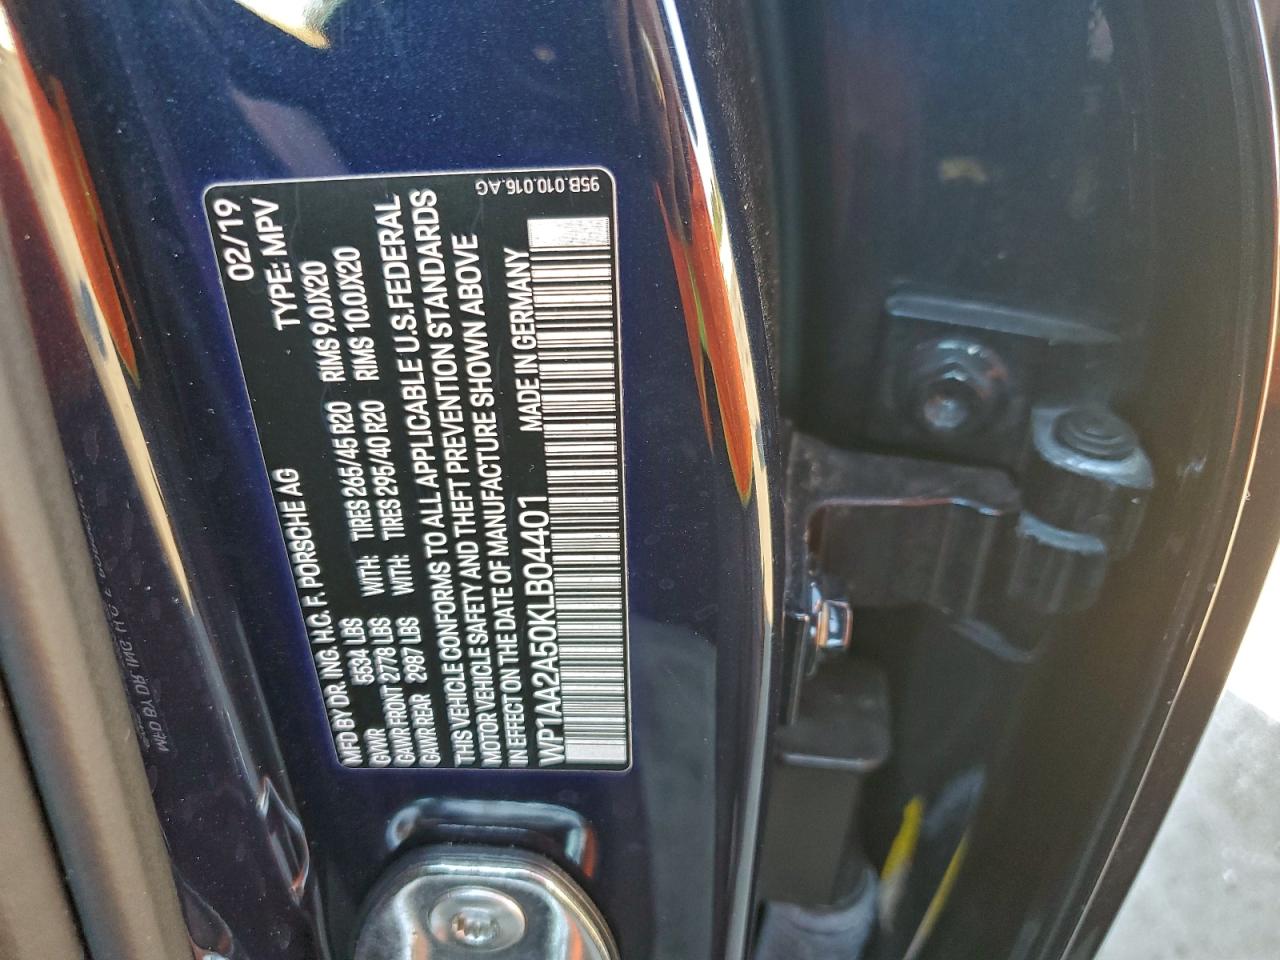 02/19
MFD BY DR. ING. H.C. F. PORSCHE AG TYPE: MPV
GVWR 5534 LBS WITH: TIRES 265/45 R20 RIMS 9.0JX20
GAWR FRONT 2778 LBS WITH: TIRES 295/40 R20 RIMS 10.0JX20
GAWR REAR 2987 LBS
THIS VEHICLE CONFORMS TO ALL APPLICABLE U.S.FEDERAL
MOTOR VEHICLE SAFETY AND THEFT PREVENTION STANDARDS
IN EFFECT ON THE DATE OF MANUFACTURE SHOWN ABOVE
WP1AA2A50KLB04401 MADE IN GERMANY
95B.010.016.AG